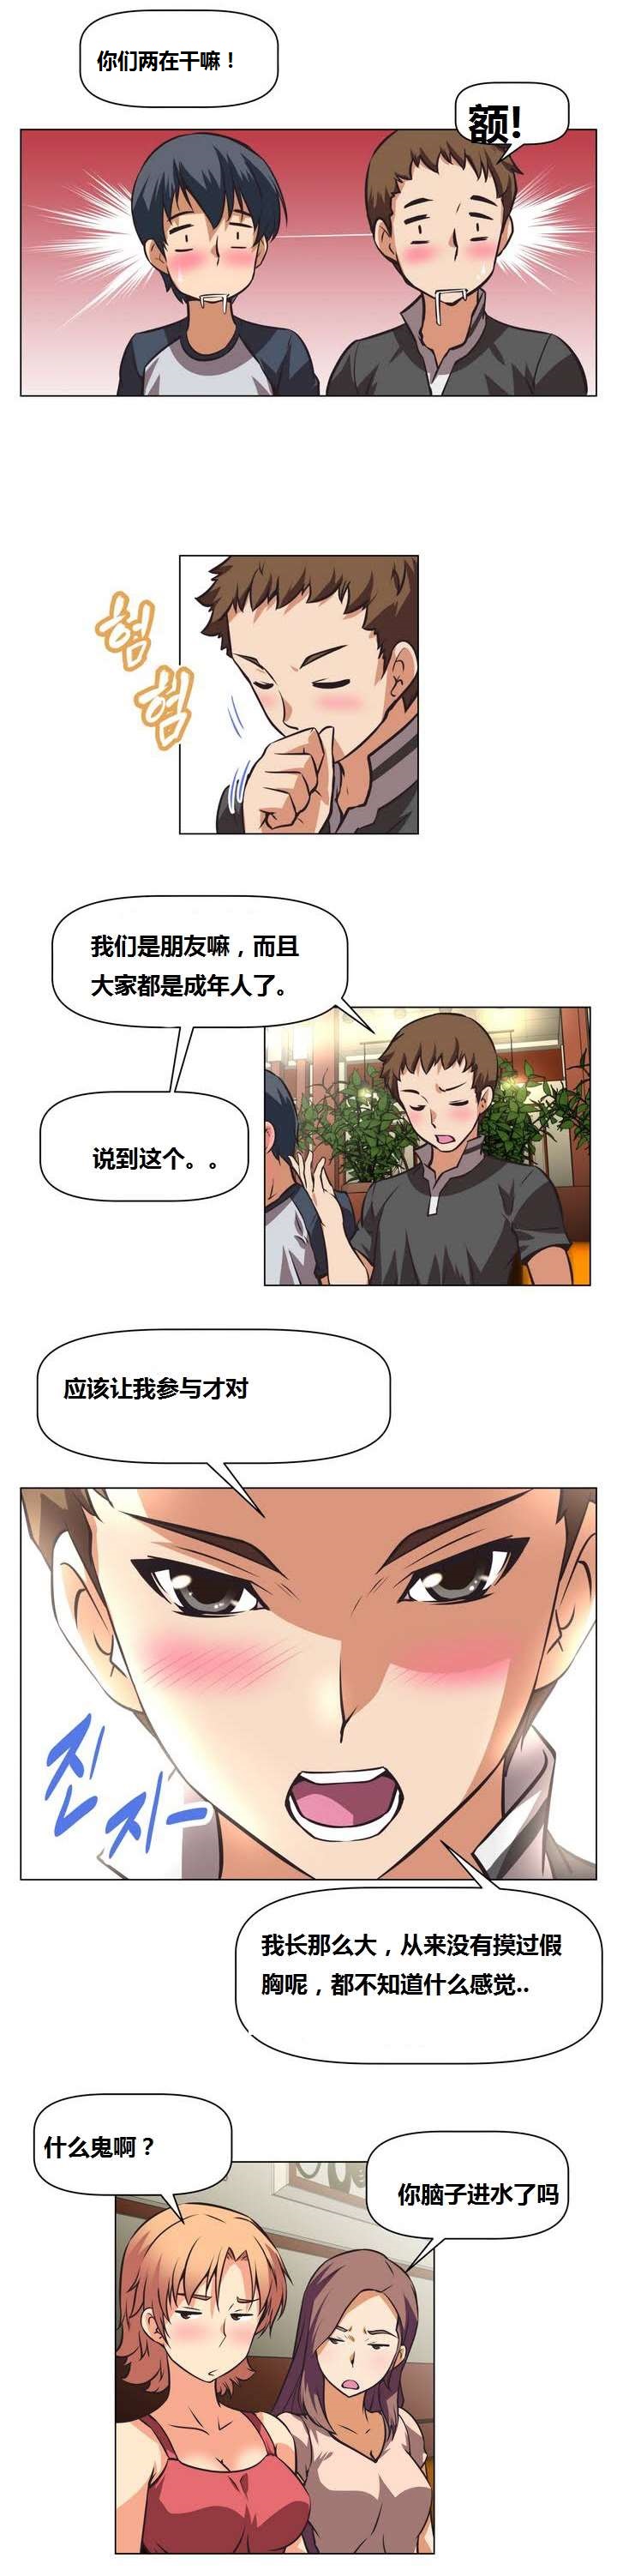 你们两在干嘛！
额!
험
험
我们是朋友嘛，而且
大家都是成年人了。
说到这个。。
应该让我参与才对
진지—
我长那么大，从来没有摸过假
胸呢，都不知道什么感觉..
什么鬼啊？
你脑子进水了吗